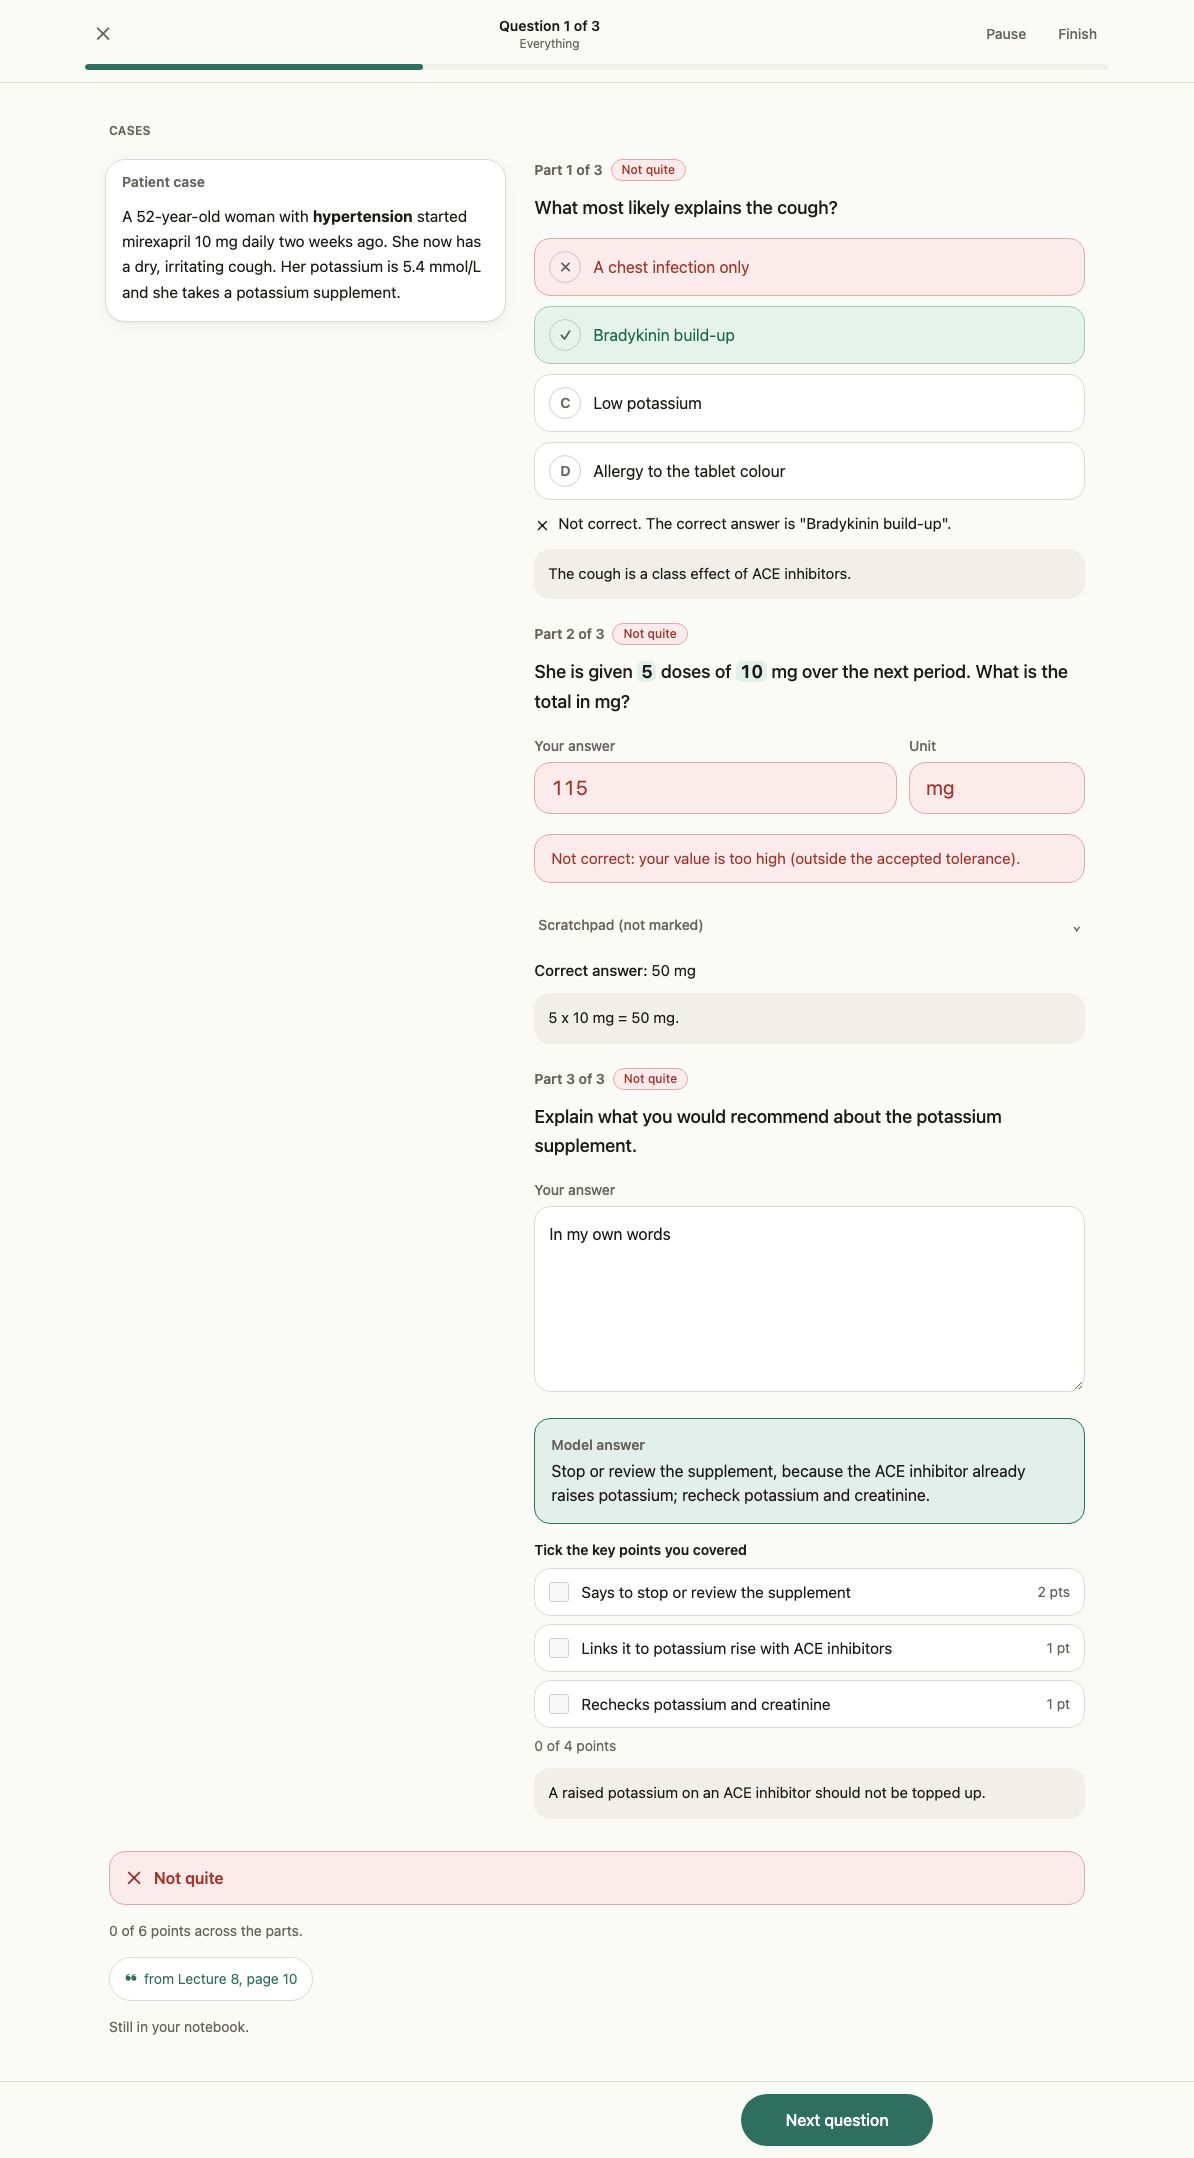 Question 1 of 3
Everything
Pause
Finish
CASES
Patient case
A 52-year-old woman with hypertension started
mirexapril 10 mg daily two weeks ago. She now has
a dry, irritating cough. Her potassium is 5.4 mmol/L
and she takes a potassium supplement.
Part 1 of 3 Not quite
What most likely explains the cough?
A chest infection only
Bradykinin build-up
C Low potassium
D Allergy to the tablet colour
Not correct. The correct answer is "Bradykinin build-up".
The cough is a class effect of ACE inhibitors.
Part 2 of 3 Not quite
She is given 5 doses of 10 mg over the next period. What is the
total in mg?
Your answer
Unit
115
mg
Not correct: your value is too high (outside the accepted tolerance).
Scratchpad (not marked)
Correct answer: 50 mg
5 x 10 mg = 50 mg.
Part 3 of 3 Not quite
Explain what you would recommend about the potassium
supplement.
Your answer
In my own words
Model answer
Stop or review the supplement, because the ACE inhibitor already
raises potassium; recheck potassium and creatinine.
Tick the key points you covered
Says to stop or review the supplement 2 pts
Links it to potassium rise with ACE inhibitors 1 pt
Rechecks potassium and creatinine 1 pt
0 of 4 points
A raised potassium on an ACE inhibitor should not be topped up.
Not quite
0 of 6 points across the parts.
❝ from Lecture 8, page 10
Still in your notebook.
Next question